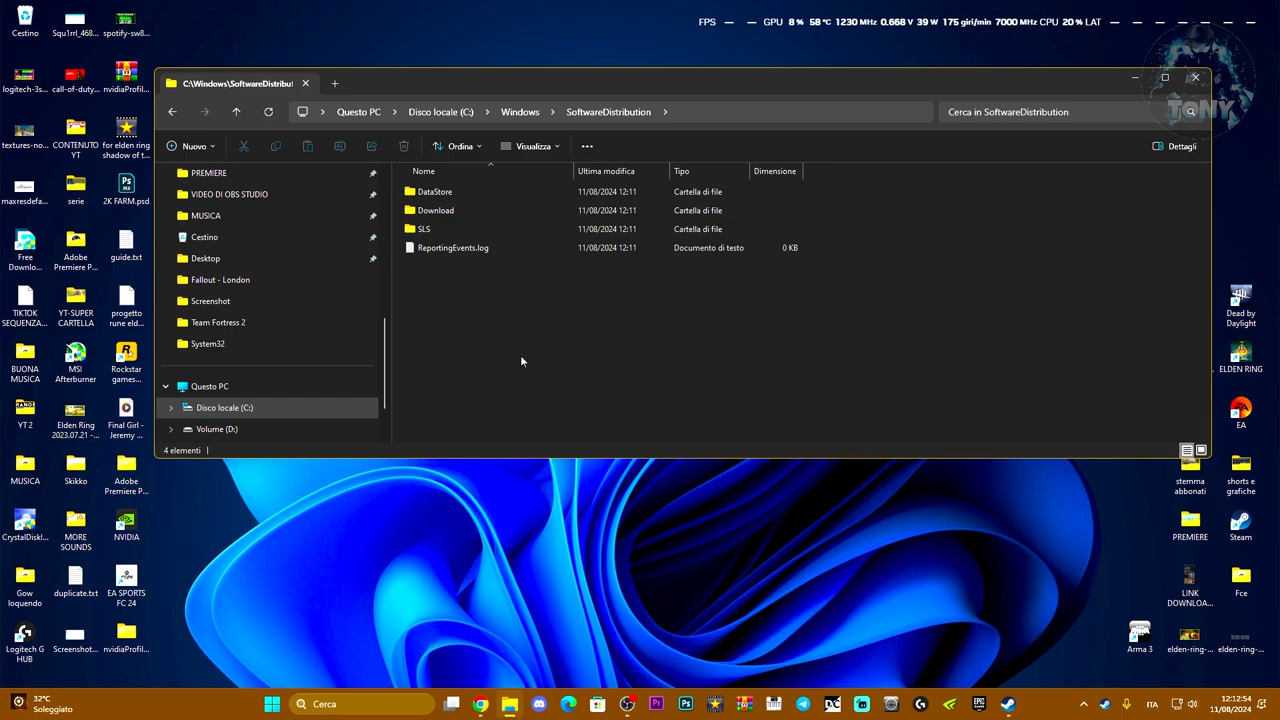 FPS — — GPU 8 % 58 °C 1230 MHz 0.668 V 39 W 175 giri/min 7000 MHz CPU 20 % LAT — — — — — — —
Cestino
Squ1rrl_468...
spotify-sw8...
TONY
logitech-3s...
call-of-duty...
nvidiaProfil...
textures-no...
CONTENUTO YT
for elden ring shadow of t...
maxresdefa...
serie
2K FARM.psd
Free Downlo...
Adobe Premiere P...
guide.txt
TIKTOK SEQUENZA...
YT-SUPER CARTELLA
progetto rune eld...
BUONA MUSICA
MSI Afterburner
Rockstar games...
YT 2
Elden Ring 2023.07.21 -...
Final Girl - Jeremy ...
MUSICA
Skikko
Adobe Premiere P...
CrystalDiskI...
MORE SOUNDS
NVIDIA
Gow loquendo
duplicate.txt
EA SPORTS FC 24
Logitech G HUB
Screenshot...
nvidiaProfil...
C:\Windows\SoftwareDistribut
Questo PC > Disco locale (C:) > Windows > SoftwareDistribution >
Cerca in SoftwareDistribution
Nuovo
Ordina
Visualizza
Dettagli
PREMIERE
VIDEO DI OBS STUDIO
MUSICA
Cestino
Desktop
Fallout - London
Screenshot
Team Fortress 2
System32
Questo PC
Disco locale (C:)
Volume (D:)
Nome Ultima modifica Tipo Dimensione
DataStore 11/08/2024 12:11 Cartella di file
Download 11/08/2024 12:11 Cartella di file
SLS 11/08/2024 12:11 Cartella di file
ReportingEvents.log 11/08/2024 12:11 Documento di testo 0 KB
4 elementi
Dead by Daylight
ELDEN RING
EA
stemma abbonati
shorts e grafiche
PREMIERE
Steam
LINK DOWNLOA...
Fce
Arma 3
elden-ring-...
elden-ring-...
32°C
Soleggiato
Cerca
ITA
12:12:54
11/08/2024